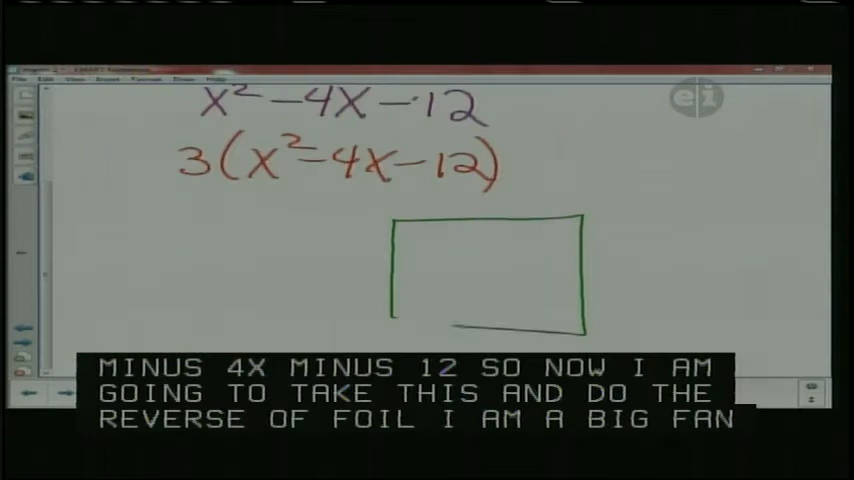 x² - 4x - 12
ei
3(x² - 4x - 12)
MINUS 4X MINUS 12 SO NOW I AM
GOING TO TAKE THIS AND DO THE
REVERSE OF FOIL I AM A BIG FAN